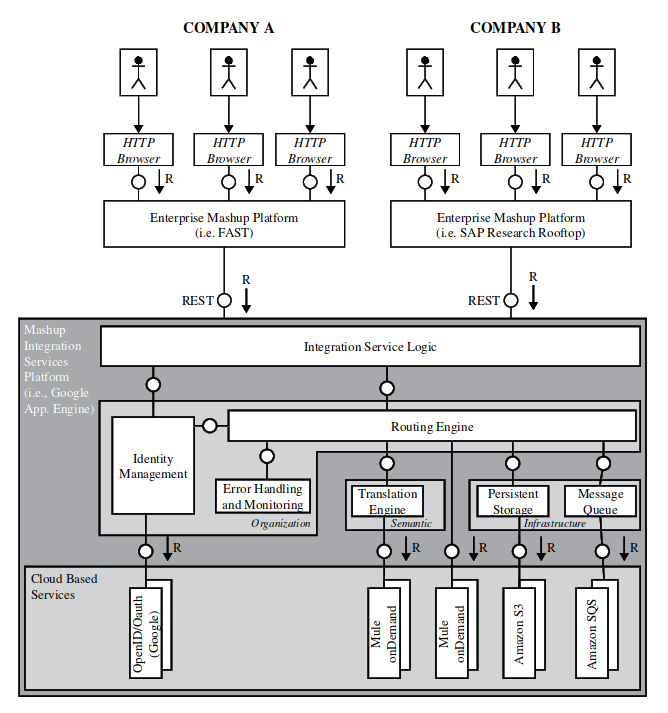 COMPANY A
COMPANY B
HTTP
Browser
HTTP
Browser
HTTP
Browser
HTTP
Browser
HTTP
Browser
HTTP
Browser
R
R
R
R
R
R
Enterprise Mashup Platform
(i.e. FAST)
Enterprise Mashup Platform
(i.e. SAP Research Rooftop)
R
REST
R
REST
Mashup
Integration
Services
Platform
(i.e., Google
App. Engine)
Integration Service Logic
Routing Engine
Identity
Management
Error Handling
and Monitoring
Organization
Translation
Engine
Semantic
Persistent
Storage
Message
Queue
Infrastructure
R
R
R
R
R
Cloud Based
Services
OpenID/Oauth
(Google)
Mule
onDemand
Mule
onDemand
Amazon S3
Amazon SQS